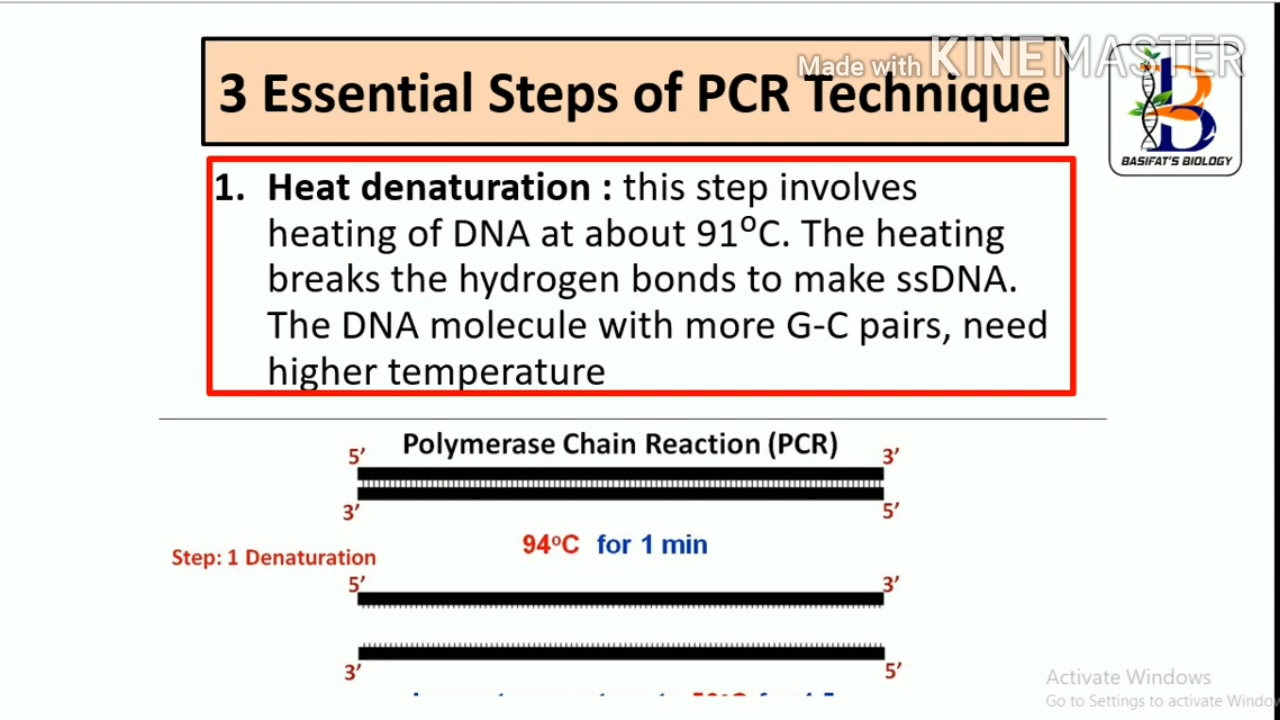 Made with KINEMASTER
3 Essential Steps of PCR Technique
BASIFAT'S BIOLOGY
1. Heat denaturation : this step involves
heating of DNA at about 91⁰C. The heating
breaks the hydrogen bonds to make ssDNA.
The DNA molecule with more G-C pairs, need
higher temperature
Polymerase Chain Reaction (PCR)
5’ 3’
3’ 5’
94⁰C for 1 min
Step: 1 Denaturation
5’ 3’
3’ 5’
Activate Windows
Go to Settings to activate